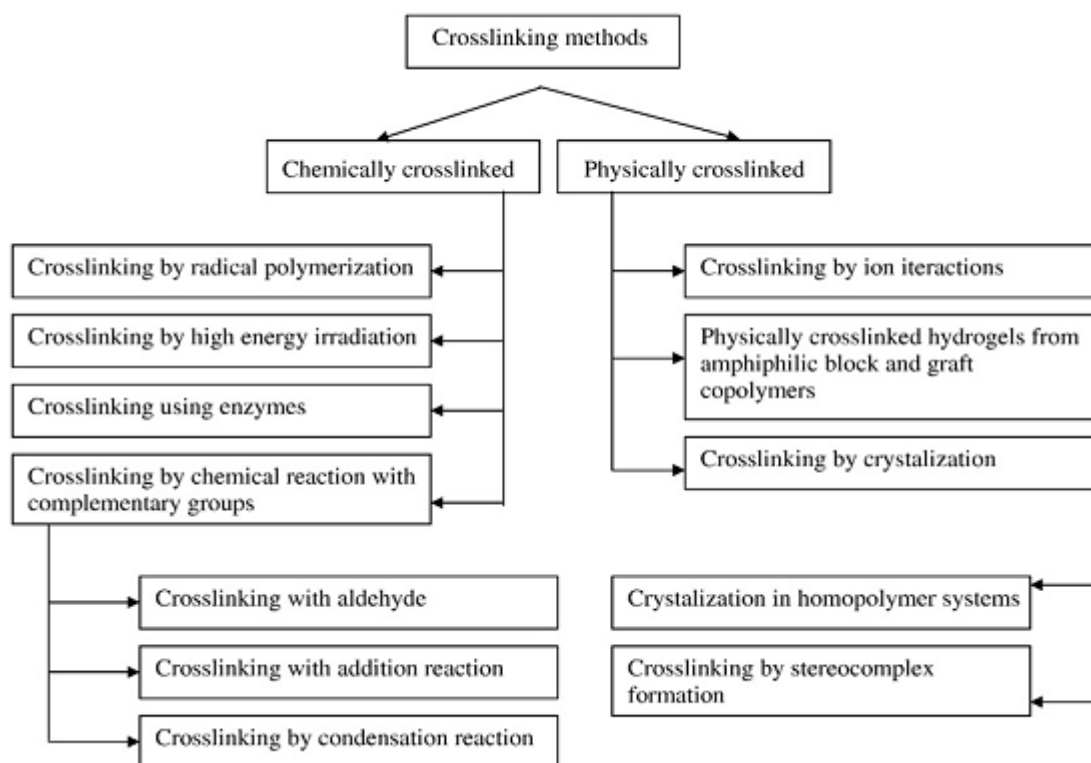 Crosslinking methods
Chemically crosslinked
Physically crosslinked
Crosslinking by radical polymerization
Crosslinking by high energy irradiation
Crosslinking using enzymes
Crosslinking by chemical reaction with
complementary groups
Crosslinking with aldehyde
Crosslinking with addition reaction
Crosslinking by condensation reaction
Crosslinking by ion iteractions
Physically crosslinked hydrogels from
amphiphilic block and graft
copolymers
Crosslinking by crystalization
Crystalization in homopolymer systems
Crosslinking by stereocomplex
formation